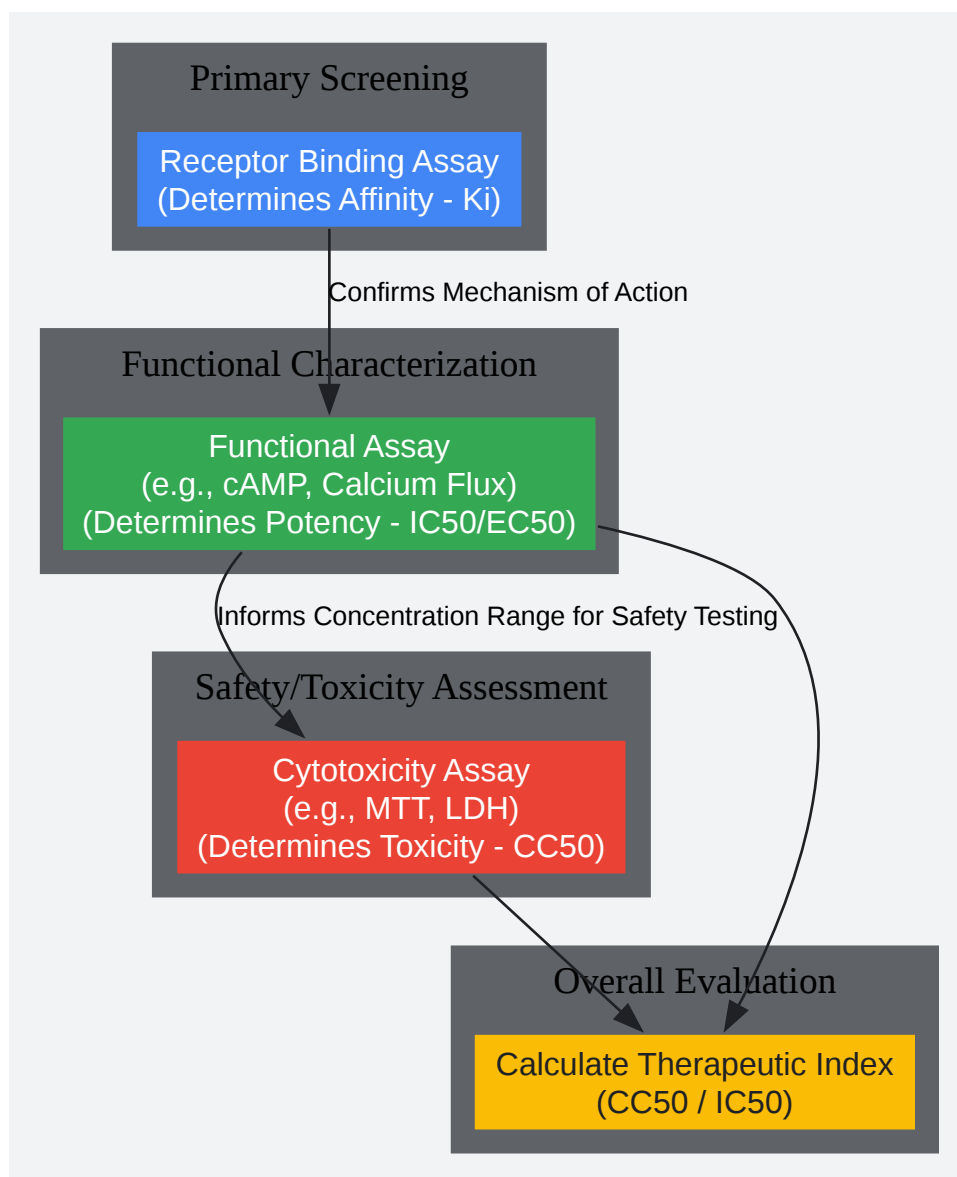 Primary Screening
Receptor Binding Assay
(Determines Affinity - Ki)
Confirms Mechanism of Action
Functional Characterization
Functional Assay
(e.g., cAMP, Calcium Flux)
(Determines Potency - IC50/EC50)
Informs Concentration Range for Safety Testing
Safety/Toxicity Assessment
Cytotoxicity Assay
(e.g., MTT, LDH)
(Determines Toxicity - CC50)
Overall Evaluation
Calculate Therapeutic Index
(CC50 / IC50)